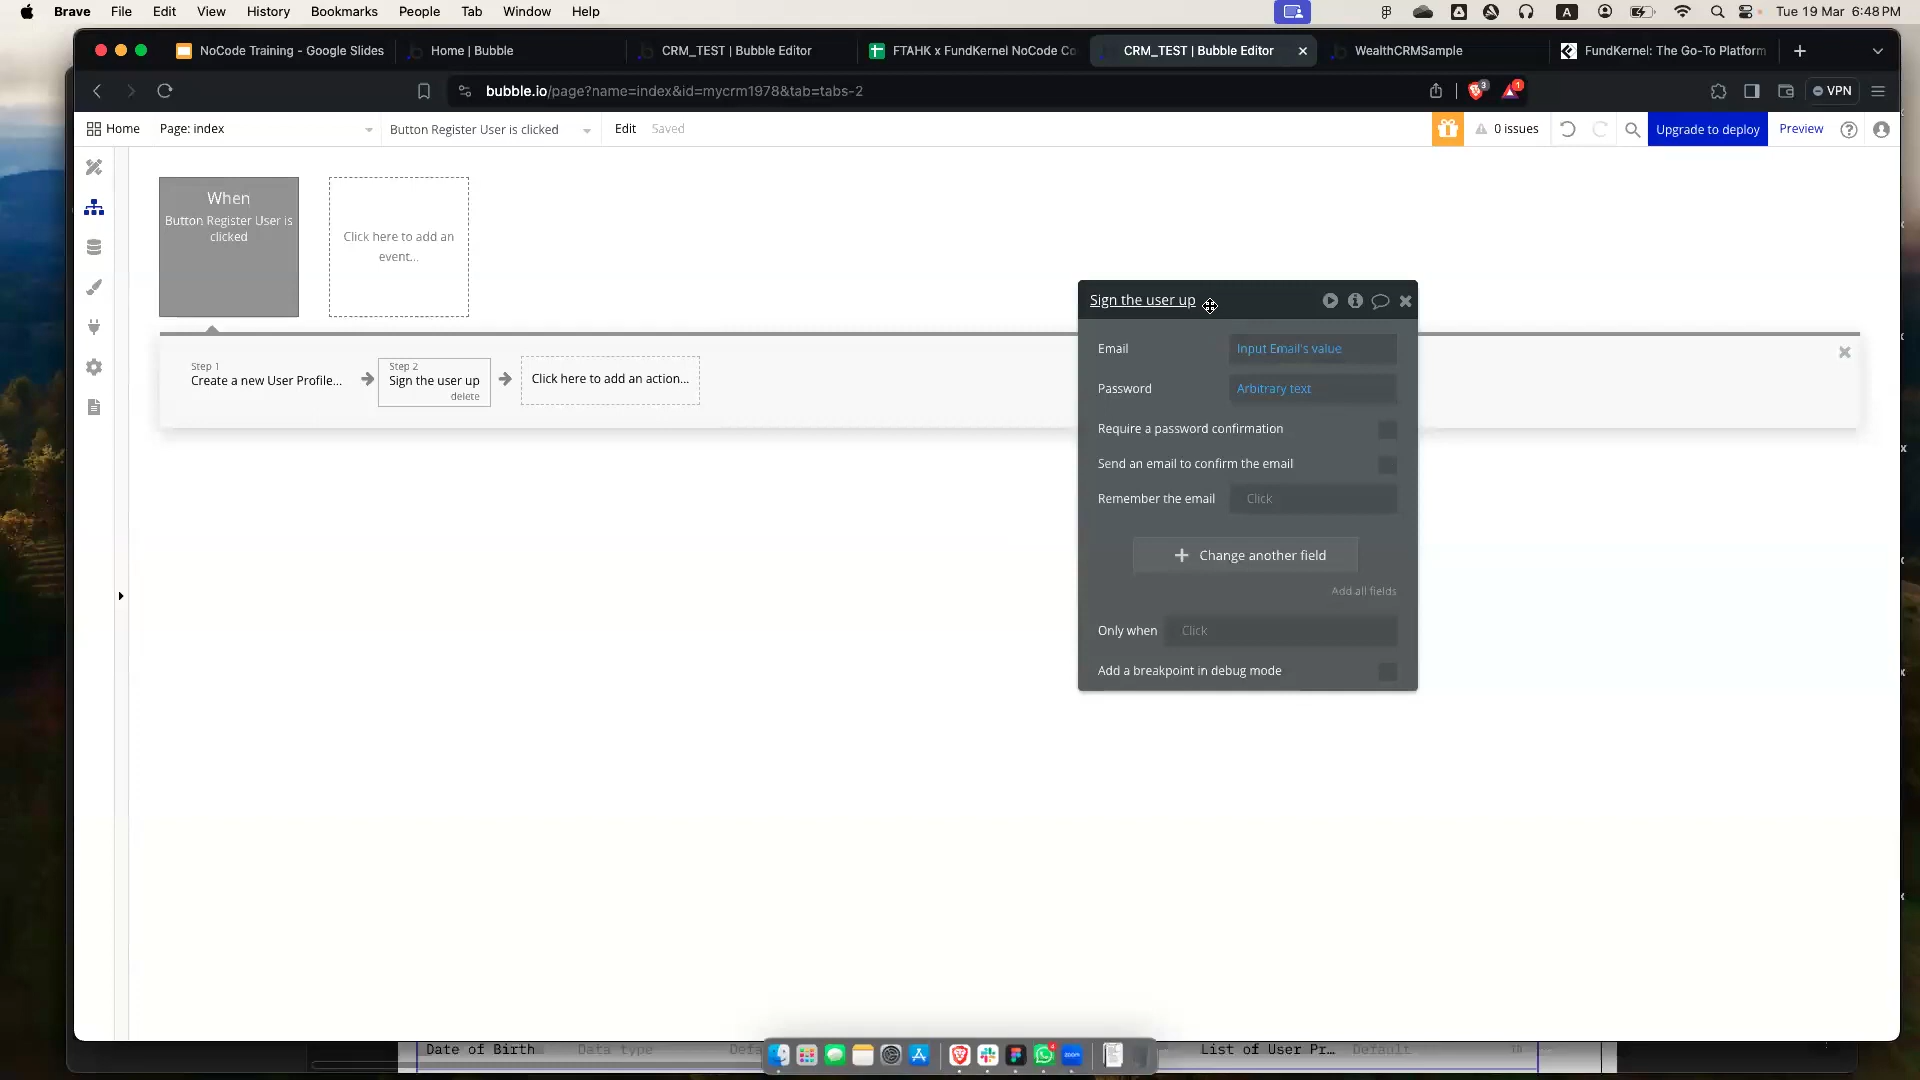 Brave File Edit View History Bookmarks People Tab Window Help A Tue 19 Mar 6:48 PM
NoCode Training - Google Slides Home | Bubble CRM_TEST | Bubble Editor FTAHK x FundKernel NoCode Co CRM_TEST | Bubble Editor WealthCRMSample FundKernel: The Go-To Platform
bubble.io/page?name=index&id=mycrm1978&tab=tabs-2 3 1 VPN
Home Page: index Button Register User is clicked Edit Saved 0 issues Upgrade to deploy Preview
When
Button Register User is
clicked
Click here to add an
event...
Step 1
Create a new User Profile...
Step 2
Sign the user up
delete
Click here to add an action...
Sign the user up
Email Input Email's value
Password Arbitrary text
Require a password confirmation
Send an email to confirm the email
Remember the email Click
Change another field
Add all fields
Only when Click
Add a breakpoint in debug mode
Date of Birth Data type List of User Pr... Default
zoom